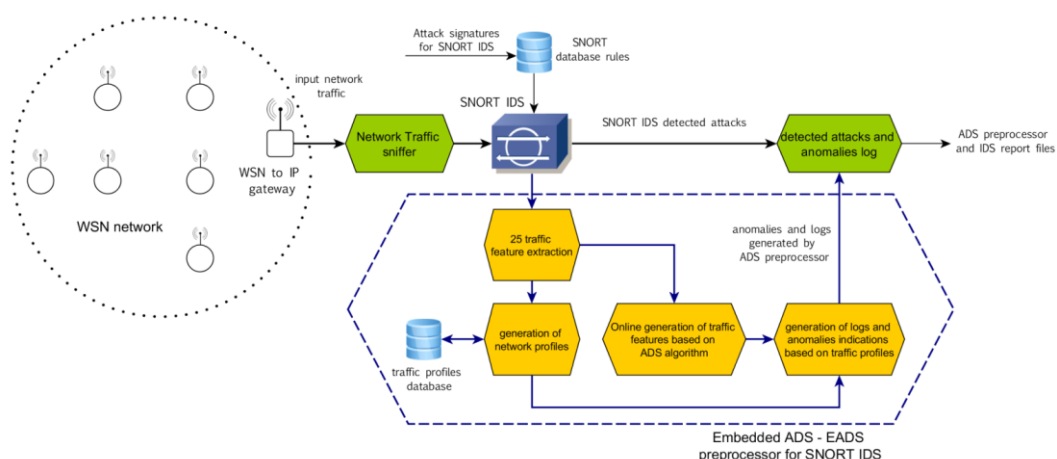 Attack signatures
for SNORT IDS
SNORT
database rules
input network
traffic
SNORT IDS
Network Traffic
sniffer
SNORT IDS detected attacks
detected attacks and
anomalies log
ADS preprocessor
and IDS report files
WSN to IP
gateway
WSN network
25 traffic
feature extraction
anomalies and logs
generated by
ADS preprocessor
generation of
network profiles
Online generation of traffic
features based on
ADS algorithm
generation of logs and
anomalies indications
based on traffic profiles
traffic profiles
database
Embedded ADS - EADS
preprocessor for SNORT IDS